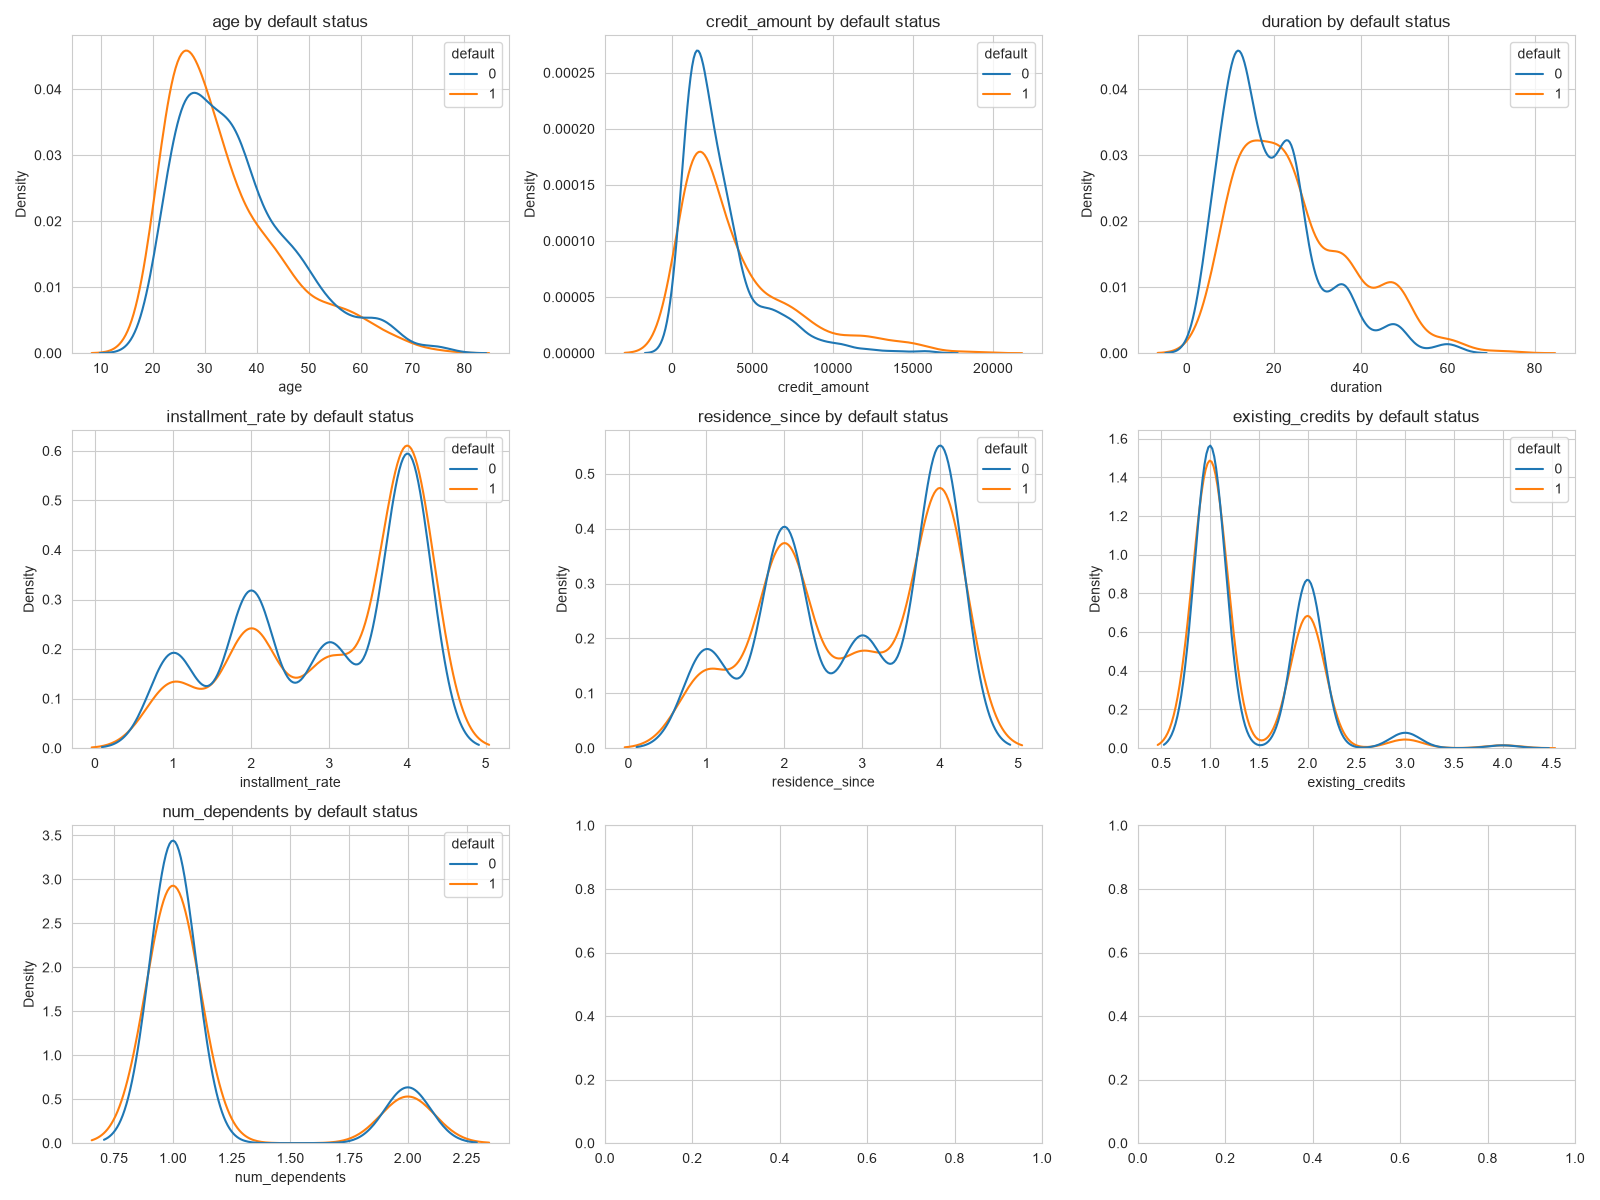 age by default status
default
0
1
0.04
0.03
0.02
0.01
0.00
Density
10 20 30 40 50 60 70 80
age
credit_amount by default status
default
0
1
0.00025
0.00020
0.00015
0.00010
0.00005
0.00000
Density
0 5000 10000 15000 20000
credit_amount
duration by default status
default
0
1
0.04
0.03
0.02
0.01
0.00
Density
0 20 40 60 80
duration
installment_rate by default status
default
0
1
0.6
0.5
0.4
0.3
0.2
0.1
0.0
Density
0 1 2 3 4 5
installment_rate
residence_since by default status
default
0
1
0.5
0.4
0.3
0.2
0.1
0.0
Density
0 1 2 3 4 5
residence_since
existing_credits by default status
default
0
1
1.6
1.4
1.2
1.0
0.8
0.6
0.4
0.2
0.0
Density
0.5 1.0 1.5 2.0 2.5 3.0 3.5 4.0 4.5
existing_credits
num_dependents by default status
default
0
1
3.5
3.0
2.5
2.0
1.5
1.0
0.5
0.0
Density
0.75 1.00 1.25 1.50 1.75 2.00 2.25
num_dependents
1.0
0.8
0.6
0.4
0.2
0.0
0.0 0.2 0.4 0.6 0.8 1.0
1.0
0.8
0.6
0.4
0.2
0.0
0.0 0.2 0.4 0.6 0.8 1.0